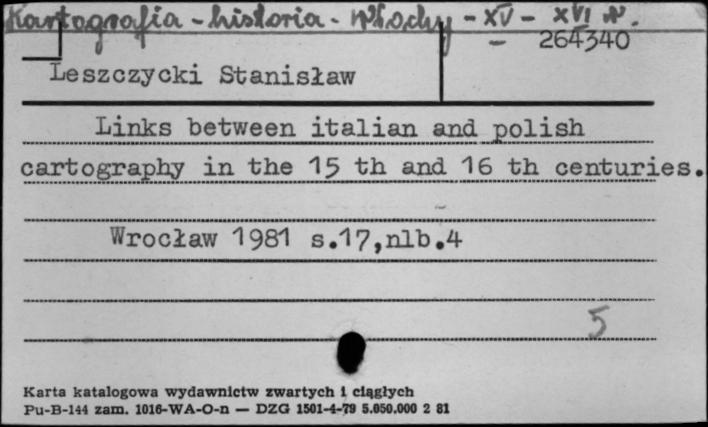 Kartografia - historia - Włochy - XV - XVI w.
- 264340
Leszczycki Stanisław
Links between italian and polish
cartography in the 15 th and 16 th centuries.
Wrocław 1981 s.17,nlb.4
5
Karta katalogowa wydawnictw zwartych i ciągłych
Pu-B-144 zam. 1016-WA-O-n — DZG 1501-4-79 5.050.000 2 81